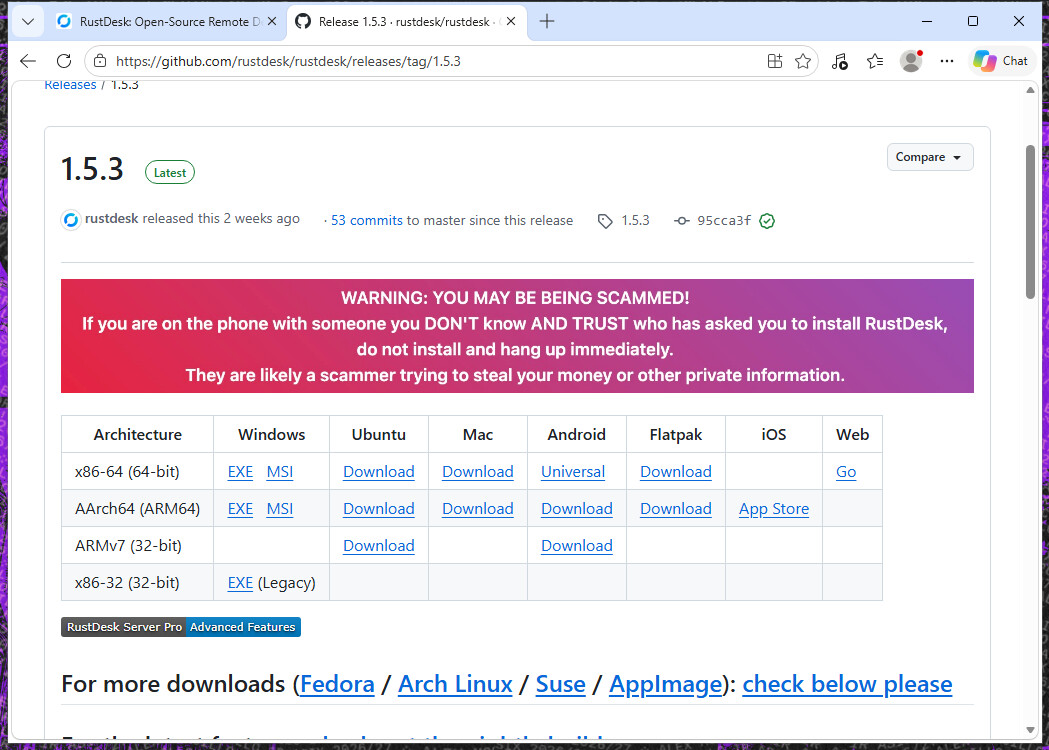 RustDesk: Open-Source Remote D
Release 1.5.3 · rustdesk/rustdesk ·
https://github.com/rustdesk/rustdesk/releases/tag/1.5.3
Chat
Releases / 1.5.3
1.5.3 Latest
Compare
rustdesk released this 2 weeks ago · 53 commits to master since this release 1.5.3 95cca3f
WARNING: YOU MAY BE BEING SCAMMED!
If you are on the phone with someone you DON'T know AND TRUST who has asked you to install RustDesk,
do not install and hang up immediately.
They are likely a scammer trying to steal your money or other private information.
Architecture Windows Ubuntu Mac Android Flatpak iOS Web
x86-64 (64-bit) EXE MSI Download Download Universal Download Go
AArch64 (ARM64) EXE MSI Download Download Download Download App Store
ARMv7 (32-bit) Download Download
x86-32 (32-bit) EXE (Legacy)
RustDesk Server Pro Advanced Features
For more downloads (Fedora / Arch Linux / Suse / AppImage): check below please